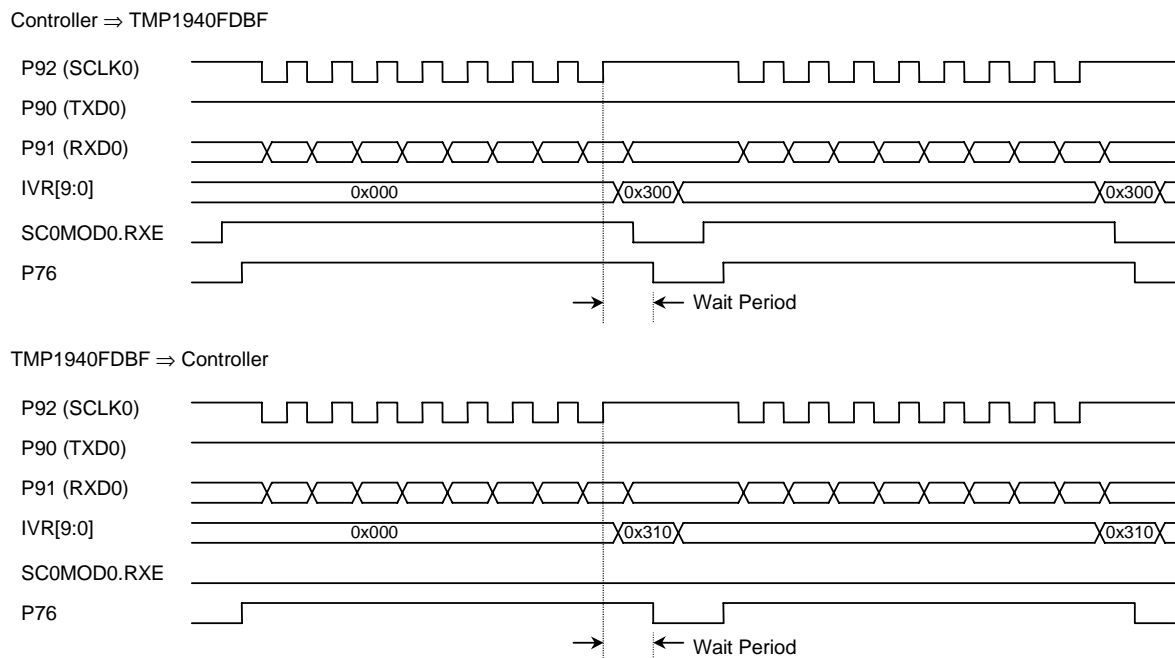 Controller ⇒ TMP1940FDBF
P92 (SCLK0)
P90 (TXD0)
P91 (RXD0)
IVR[9:0]
0x000
0x300
0x300
SC0MOD0.RXE
P76
Wait Period
TMP1940FDBF ⇒ Controller
P92 (SCLK0)
P90 (TXD0)
P91 (RXD0)
IVR[9:0]
0x000
0x310
0x310
SC0MOD0.RXE
P76
Wait Period